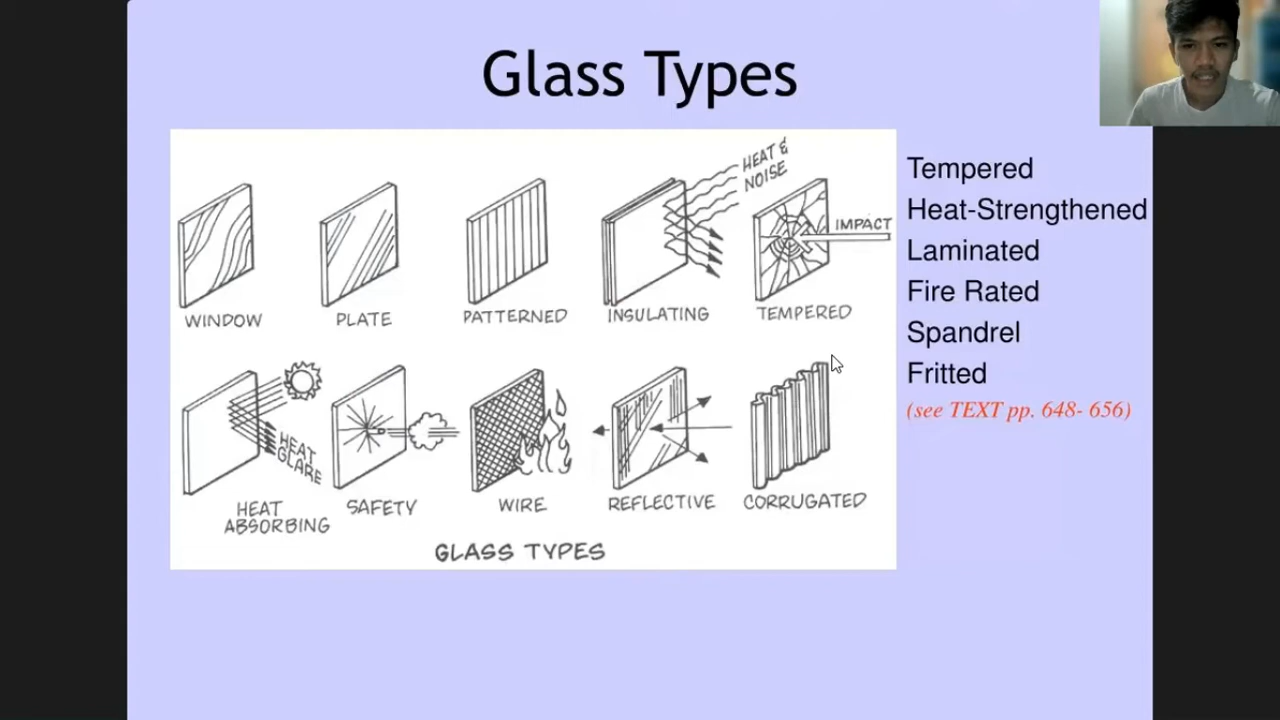 Glass Types
HEAT &
NOISE
IMPACT
WINDOW
PLATE
PATTERNED
INSULATING
TEMPERED
HEAT
GLARE
HEAT
ABSORBING
SAFETY
WIRE
REFLECTIVE
CORRUGATED
GLASS TYPES
Tempered
Heat-Strengthened
Laminated
Fire Rated
Spandrel
Fritted
(see TEXT pp. 648- 656)